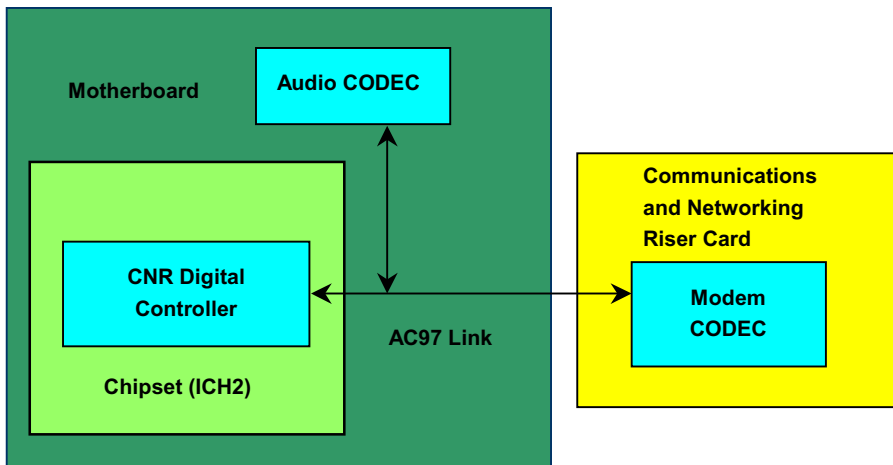 Audio CODEC
Motherboard
Communications
and Networking
Riser Card
CNR Digital
Controller
Modem
CODEC
AC97 Link
Chipset (ICH2)